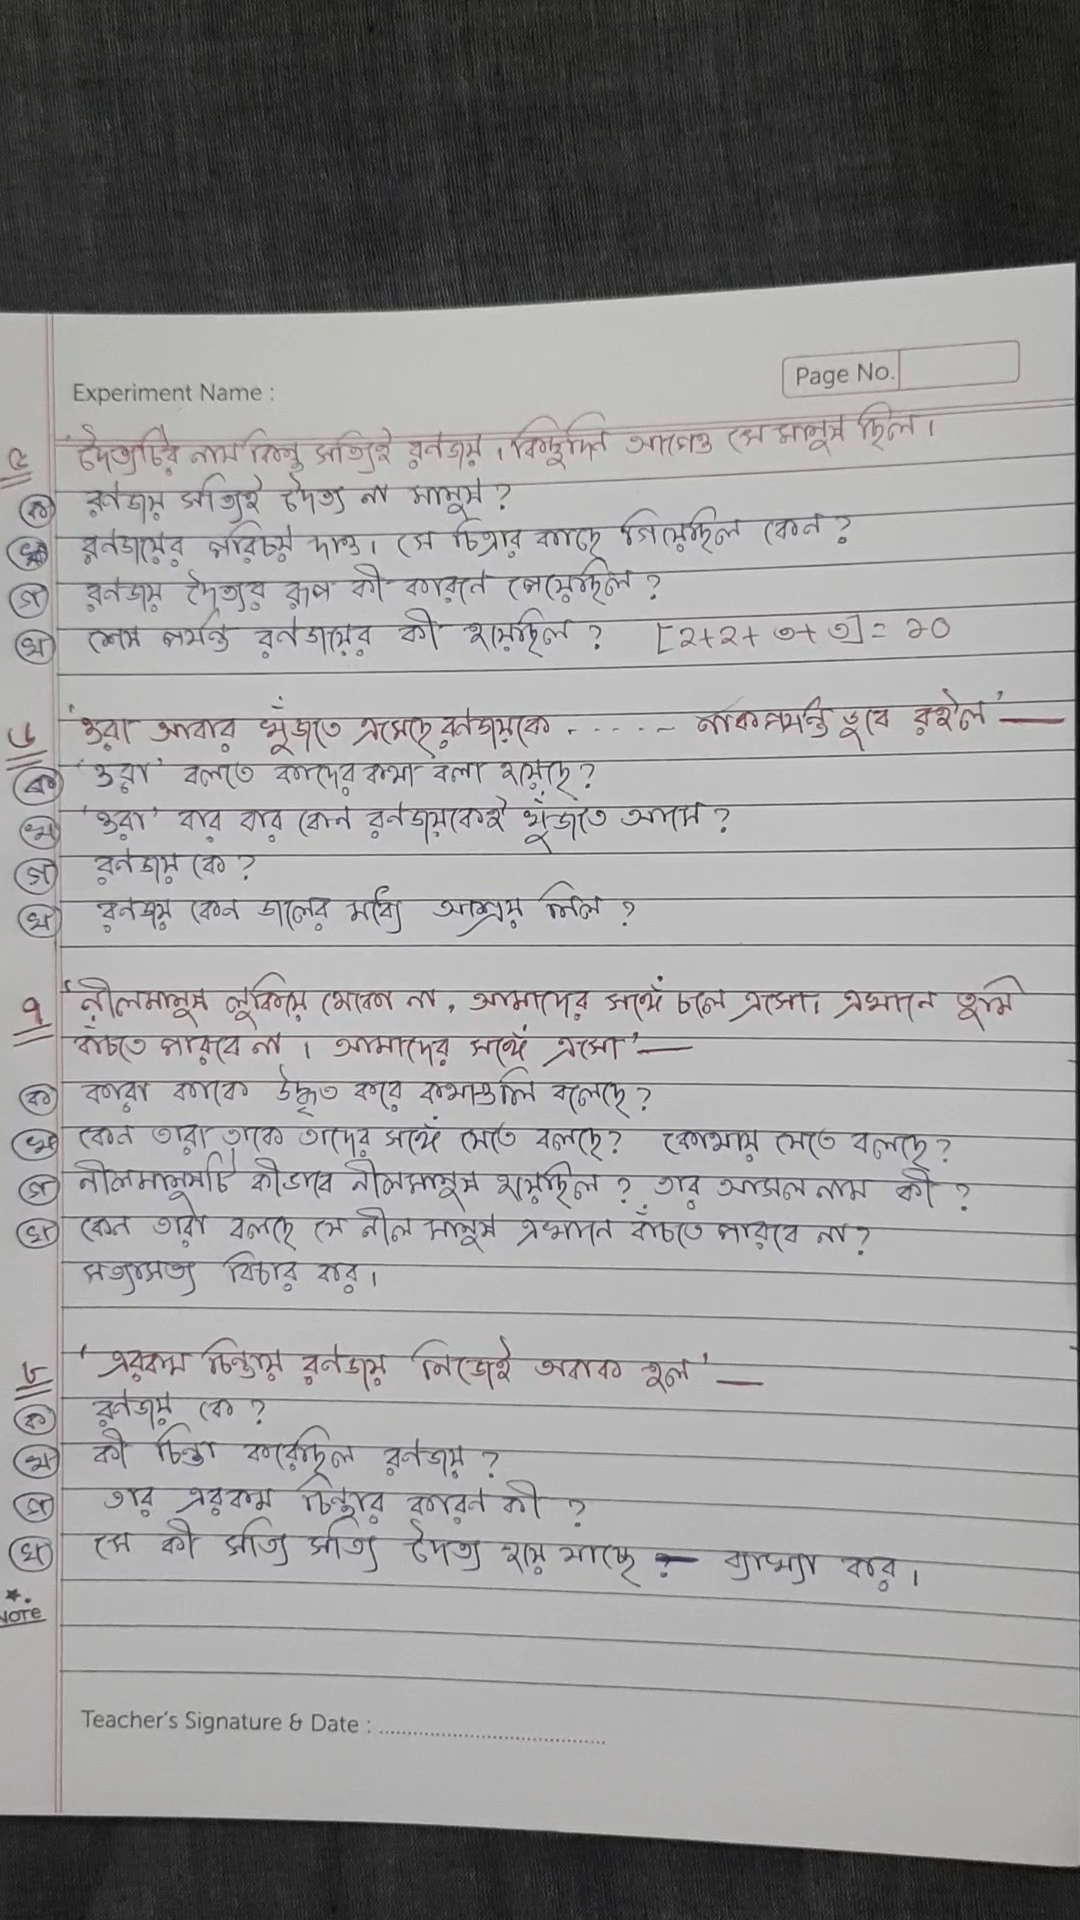 Page No.
Experiment Name :
৫ 'দৈত্যটির নাম কিন্তু সত্যিই রনজয়। কিছুদিন আগেও সে মানুষ ছিল।
ক রনজয় সত্যিই দৈত্য না মানুষ?
খ রনজয়ের পরিচয় দাও। সে চিত্রার কাছে গিয়েছিল কেন?
গ রনজয় দৈত্যের রূপ কী কারনে পেয়েছিল?
ঘ শেষ পর্যন্ত রনজয়ের কী হয়েছিল? [২+২+৩+৩]=১০
৬ 'ওরা আবার খুঁজতে এসেছে রনজয়কে ...... নাক পর্যন্ত ডুবে রইল' —
ক 'ওরা' বলতে কাদের কথা বলা হয়েছে?
খ 'ওরা' বার বার কেন রনজয়কেই খুঁজতে আসে?
গ রনজয় কে?
ঘ রনজয় কেন জলের মধ্যে আশ্রয় নিল?
৭ 'নীলমানুষ লুকিয়ে থেকো না, আমাদের সঙ্গে চলে এসো। এখানে তুমি
বাঁচতে পারবে না। আমাদের সঙ্গে এসো' —
ক কারা কাকে উদ্ধৃত করে কথাগুলি বলেছে?
খ কেন তারা তাকে তাদের সঙ্গে যেতে বলছে? কোথায় যেতে বলছে?
গ নীলমানুষটি কীভাবে নীলমানুষ হয়েছিল? তার আসল নাম কী?
ঘ কেন তারা বলছে যে নীল মানুষ এখানে বাঁচতে পারবে না?
সত্যাসত্য বিচার কর।
৮ 'এরকম চিন্তায় রনজয় নিজেই অবাক হল' —
ক রনজয় কে?
খ কী চিন্তা করেছিল রনজয়?
গ তার এরকম চিন্তার কারন কী?
ঘ সে কী সত্যি সত্যি দৈত্য হয়ে যাচ্ছে? — ব্যাখ্যা কর।
NOTE
Teacher's Signature & Date : ........................................